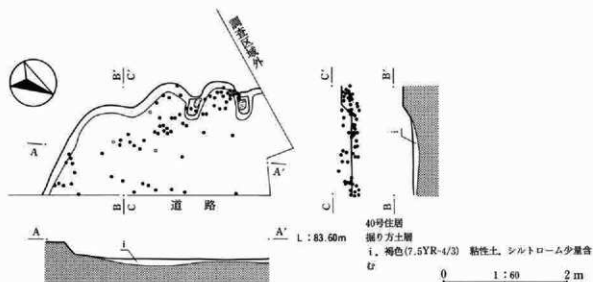 調査区域外
B' C'
C' B'
A
A'
B C
道路
C B
A A' L：83.60m
i
i
40号住居
掘り方土層
i、褐色(7.5YR-4/3) 粘性土、シルトローム少量含
む
0 1：60 2m